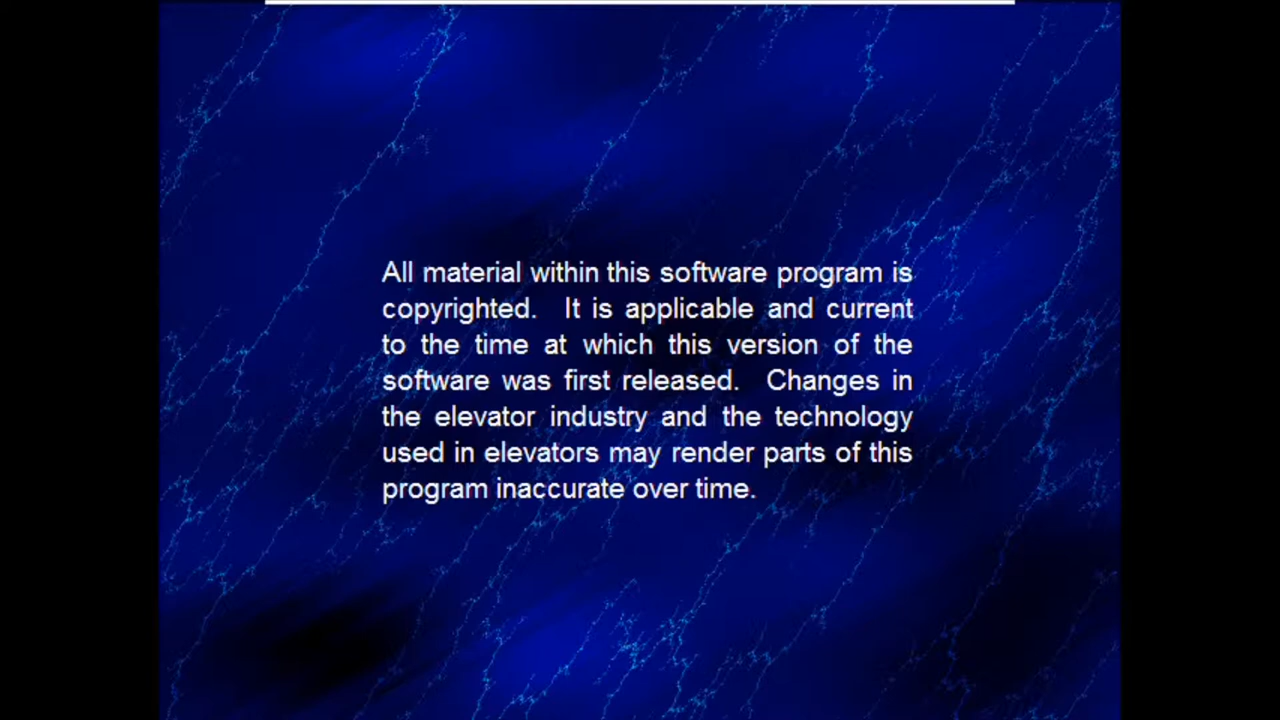 All material within this software program is
copyrighted.  It is applicable and current
to the time at which this version of the
software was first released.  Changes in
the elevator industry and the technology
used in elevators may render parts of this
program inaccurate over time.